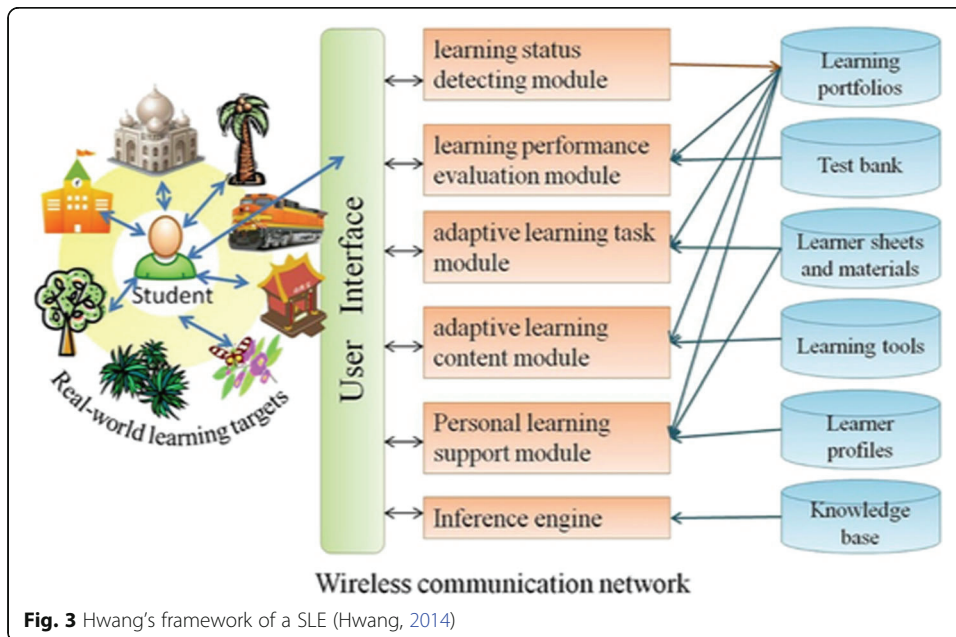 Student
Real-world learning targets
User Interface
learning status
detecting module
learning performance
evaluation module
adaptive learning task
module
adaptive learning
content module
Personal learning
support module
Inference engine
Learning
portfolios
Test bank
Learner sheets
and materials
Learning tools
Learner
profiles
Knowledge
base
Wireless communication network
Fig. 3 Hwang's framework of a SLE (Hwang, 2014)